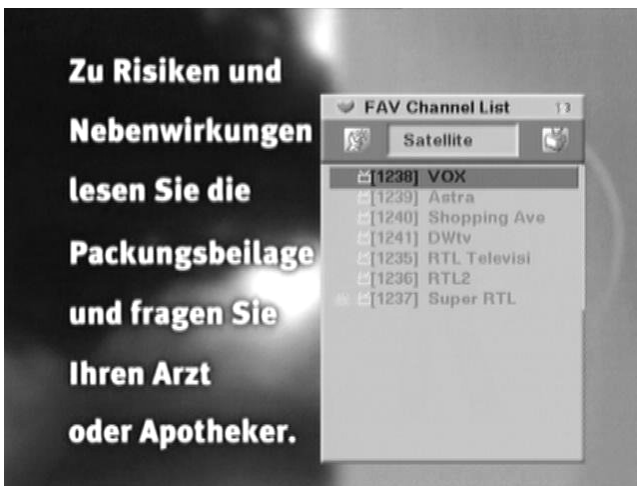 Zu Risiken und
Nebenwirkungen
lesen Sie die
Packungsbeilage
und fragen Sie
Ihren Arzt
oder Apotheker.
FAV Channel List
Satellite
[1238] VOX
[1239] Astra
[1240] Shopping Ave
[1241] DWtv
[1235] RTL Televisi
[1236] RTL2
[1237] Super RTL